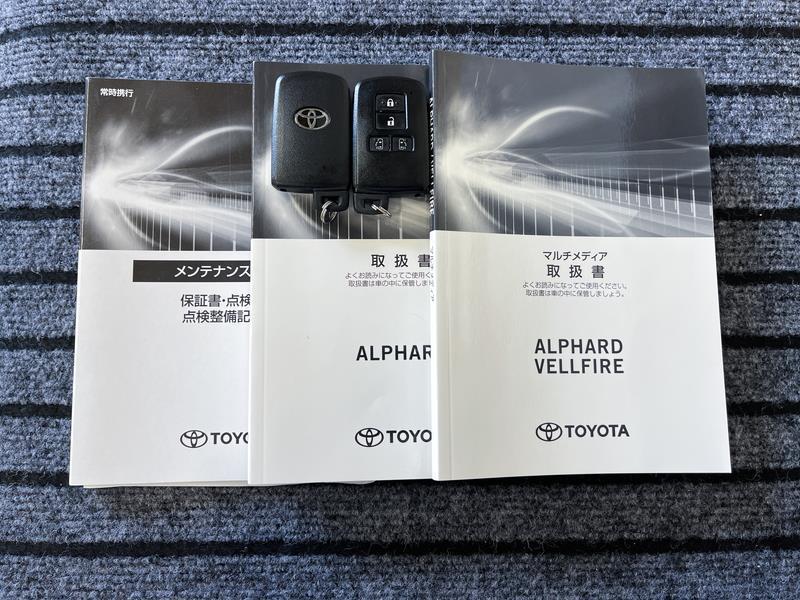 常時携行
メンテナンス
保証書・点検
点検整備記
TOYO
取扱書
よくお読みになってご使用く
取扱書は車の中に保管しま
ALPHAR
TOYO
マルチメディア
取扱書
よくお読みになってご使用ください。
取扱書は車の中に保管しましょう。
ALPHARD
VELLFIRE
TOYOTA